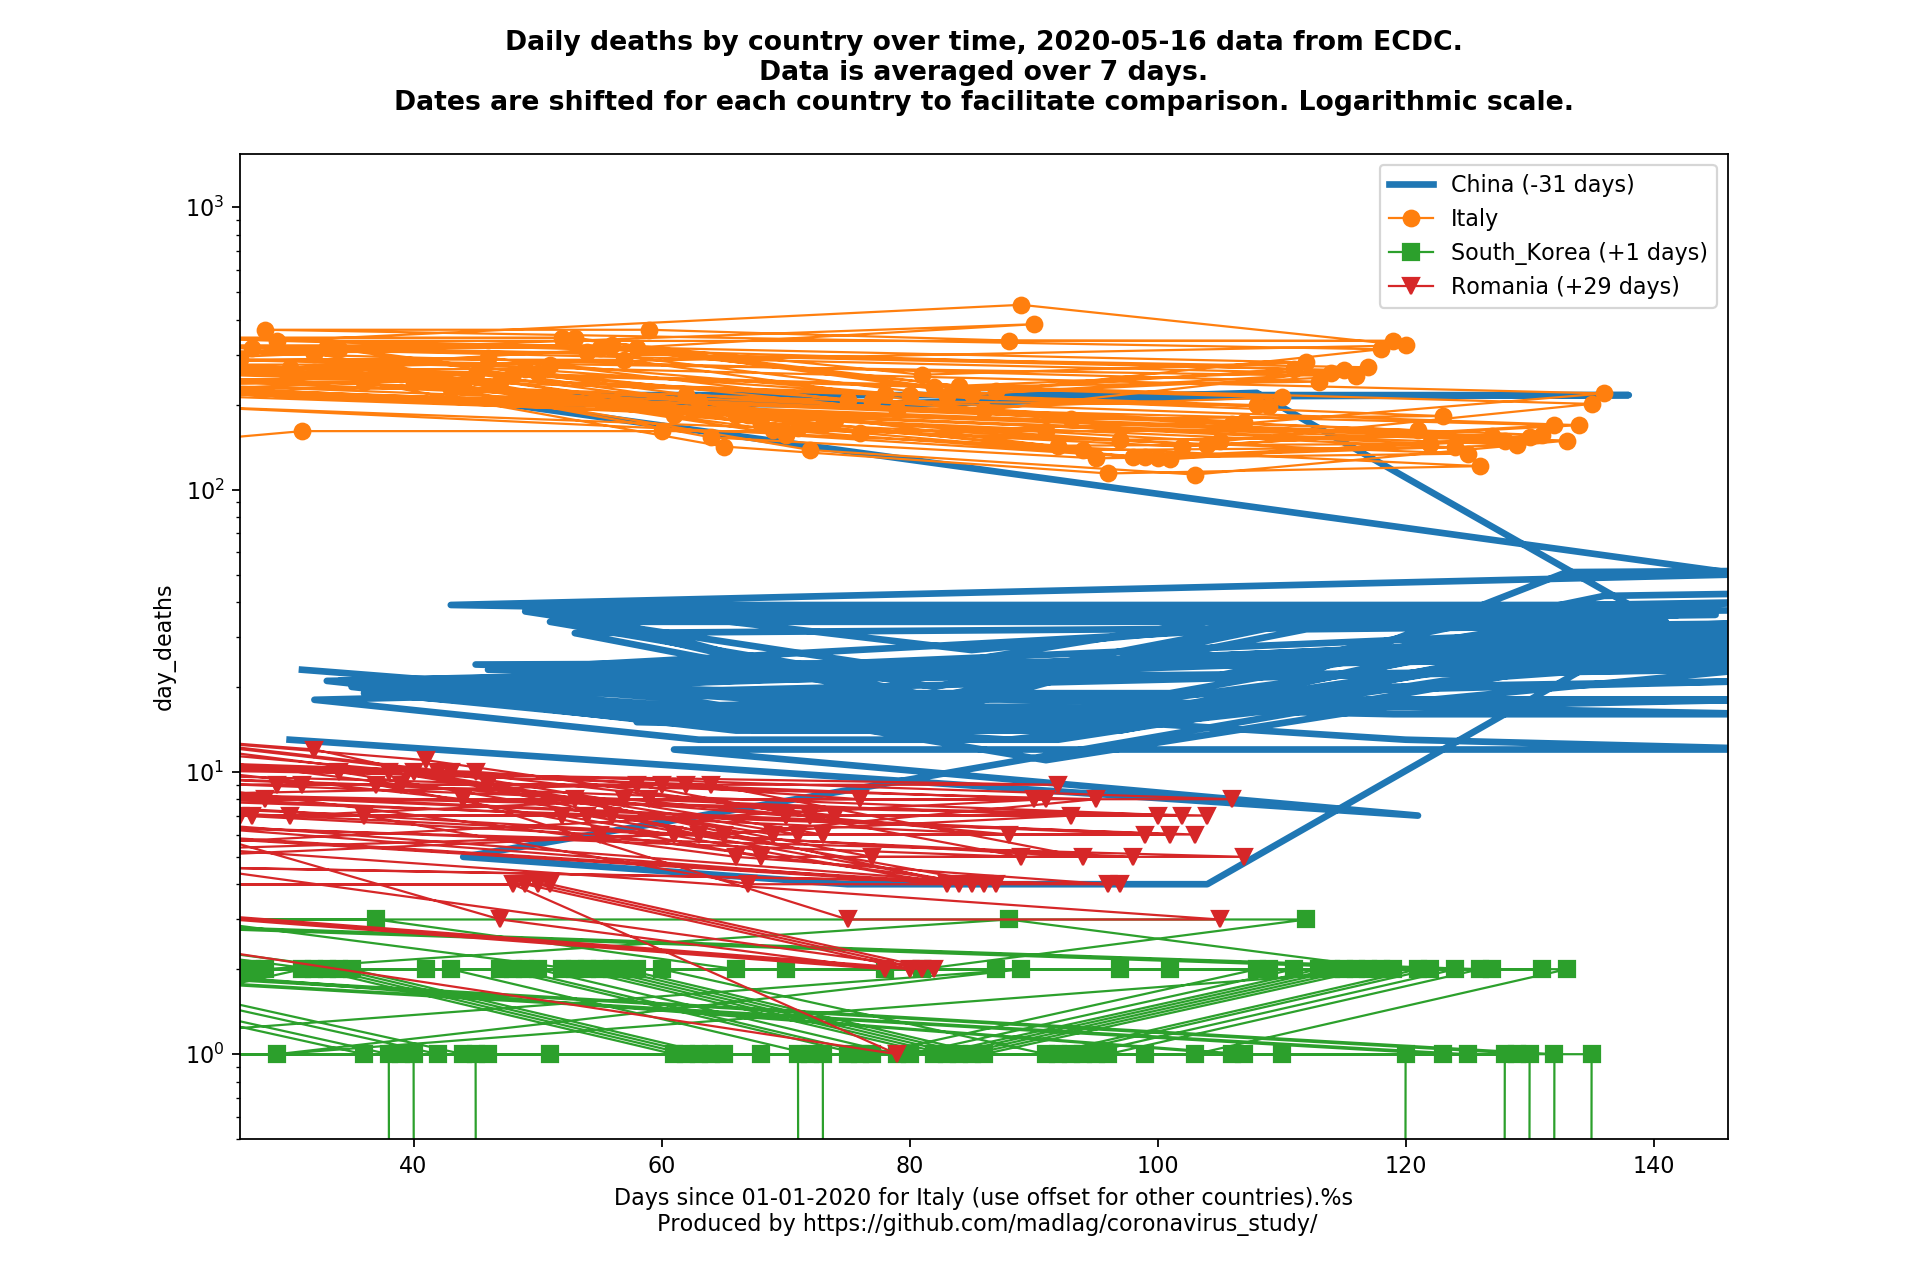 Daily deaths by country over time, 2020-05-16 data from ECDC.
Data is averaged over 7 days.
Dates are shifted for each country to facilitate comparison. Logarithmic scale.
China (-31 days)
Italy
South_Korea (+1 days)
Romania (+29 days)
10³
10²
10¹
10⁰
day_deaths
40 60 80 100 120 140
Days since 01-01-2020 for Italy (use offset for other countries).%s
Produced by https://github.com/madlag/coronavirus_study/